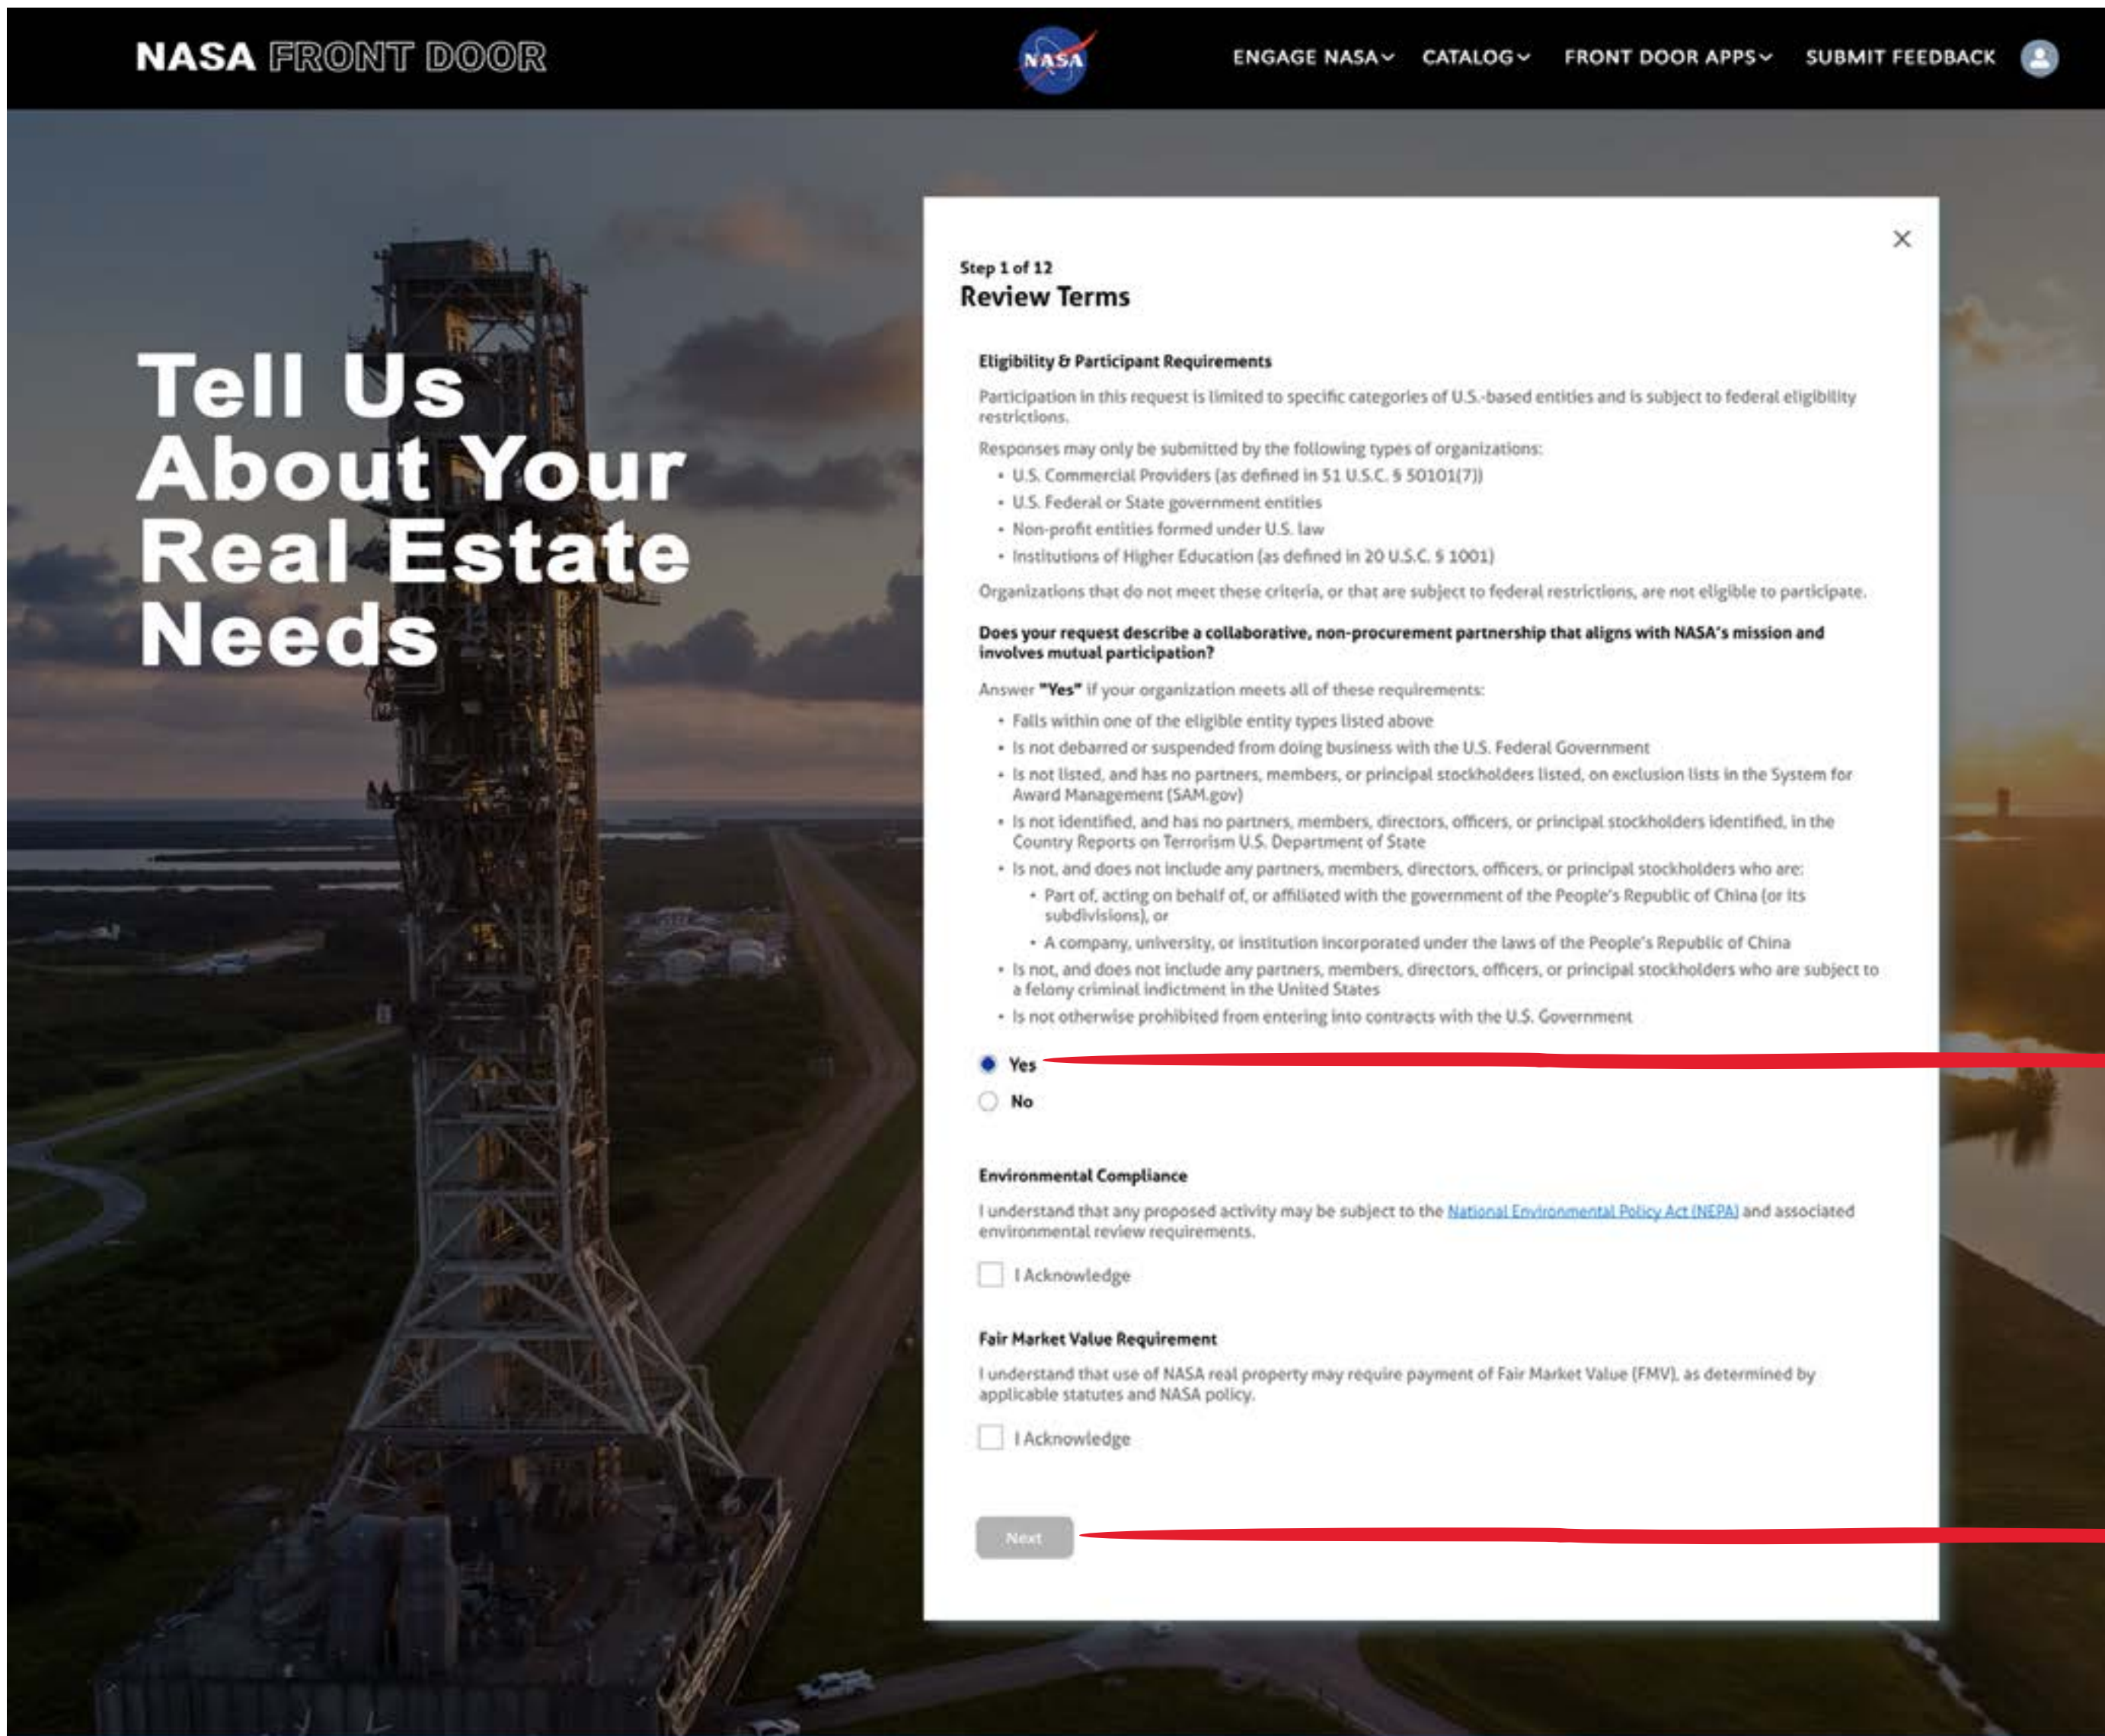 NASA FRONT DOOR
NASA
ENGAGE NASA
CATALOG
FRONT DOOR APPS
SUBMIT FEEDBACK
Tell Us
About Your
Real Estate
Needs
Step 1 of 12
Review Terms
Eligibility & Participant Requirements
Participation in this request is limited to specific categories of U.S.-based entities and is subject to federal eligibility
restrictions.
Responses may only be submitted by the following types of organizations:
• U.S. Commercial Providers (as defined in 51 U.S.C. § 50101(7))
• U.S. Federal or State government entities
• Non-profit entities formed under U.S. law
• Institutions of Higher Education (as defined in 20 U.S.C. § 1001)
Organizations that do not meet these criteria, or that are subject to federal restrictions, are not eligible to participate.
Does your request describe a collaborative, non-procurement partnership that aligns with NASA's mission and
involves mutual participation?
Answer "Yes" if your organization meets all of these requirements:
• Falls within one of the eligible entity types listed above
• Is not debarred or suspended from doing business with the U.S. Federal Government
• Is not listed, and has no partners, members, or principal stockholders listed, on exclusion lists in the System for
Award Management (SAM.gov)
• Is not identified, and has no partners, members, directors, officers, or principal stockholders identified, in the
Country Reports on Terrorism U.S. Department of State
• Is not, and does not include any partners, members, directors, officers, or principal stockholders who are:
• Part of, acting on behalf of, or affiliated with the government of the People's Republic of China (or its
subdivisions), or
• A company, university, or institution incorporated under the laws of the People's Republic of China
• Is not, and does not include any partners, members, directors, officers, or principal stockholders who are subject to
a felony criminal indictment in the United States
• Is not otherwise prohibited from entering into contracts with the U.S. Government
Yes
No
Environmental Compliance
I understand that any proposed activity may be subject to the National Environmental Policy Act (NEPA) and associated
environmental review requirements.
I Acknowledge
Fair Market Value Requirement
I understand that use of NASA real property may require payment of Fair Market Value (FMV), as determined by
applicable statutes and NASA policy.
I Acknowledge
Next